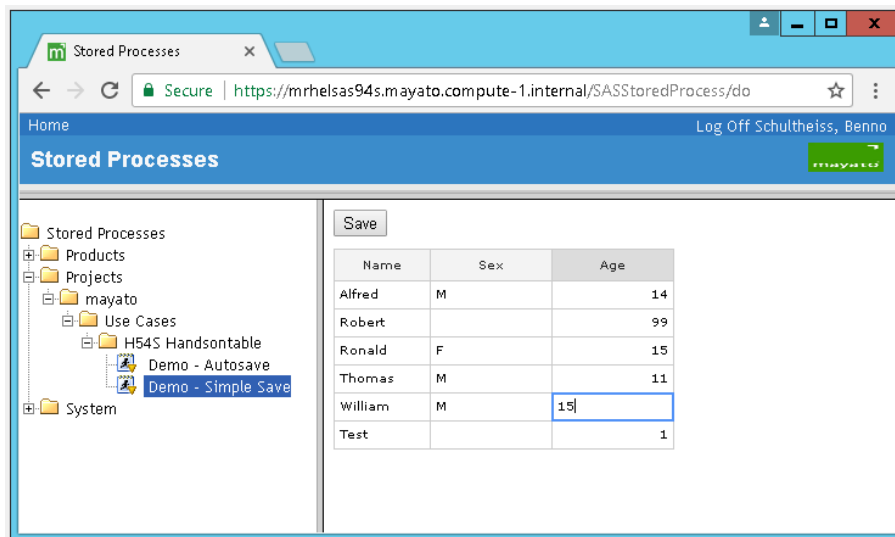 Stored Processes
Secure | https://mrhelsas94s.mayato.compute-1.internal/SASStoredProcess/do
Home
Log Off Schultheiss, Benno
Stored Processes
mayato
Stored Processes
Products
Projects
mayato
Use Cases
H54S Handsontable
Demo - Autosave
Demo - Simple Save
System
Save
Name Sex Age
Alfred M 14
Robert 99
Ronald F 15
Thomas M 11
William M 15
Test 1